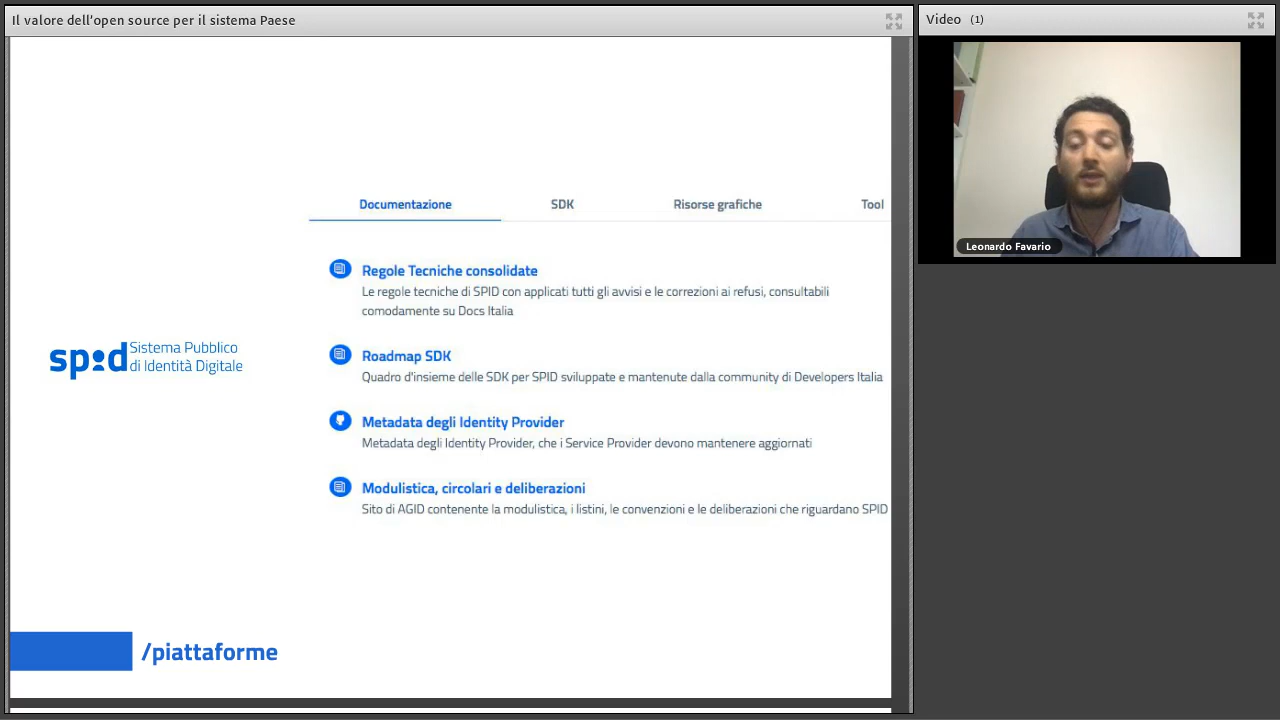 Il valore dell'open source per il sistema Paese
Video (1)
Leonardo Favario
Documentazione SDK Risorse grafiche Tool
Regole Tecniche consolidate
Le regole tecniche di SPID con applicati tutti gli avvisi e le correzioni ai refusi, consultabili
comodamente su Docs Italia
Roadmap SDK
Quadro d'insieme delle SDK per SPID sviluppate e mantenute dalla community di Developers Italia
Metadata degli Identity Provider
Metadata degli Identity Provider, che i Service Provider devono mantenere aggiornati
Modulistica, circolari e deliberazioni
Sito di AGID contenente la modulistica, i listini, le convenzioni e le deliberazioni che riguardano SPID
spid Sistema Pubblico
di Identità Digitale
/piattaforme